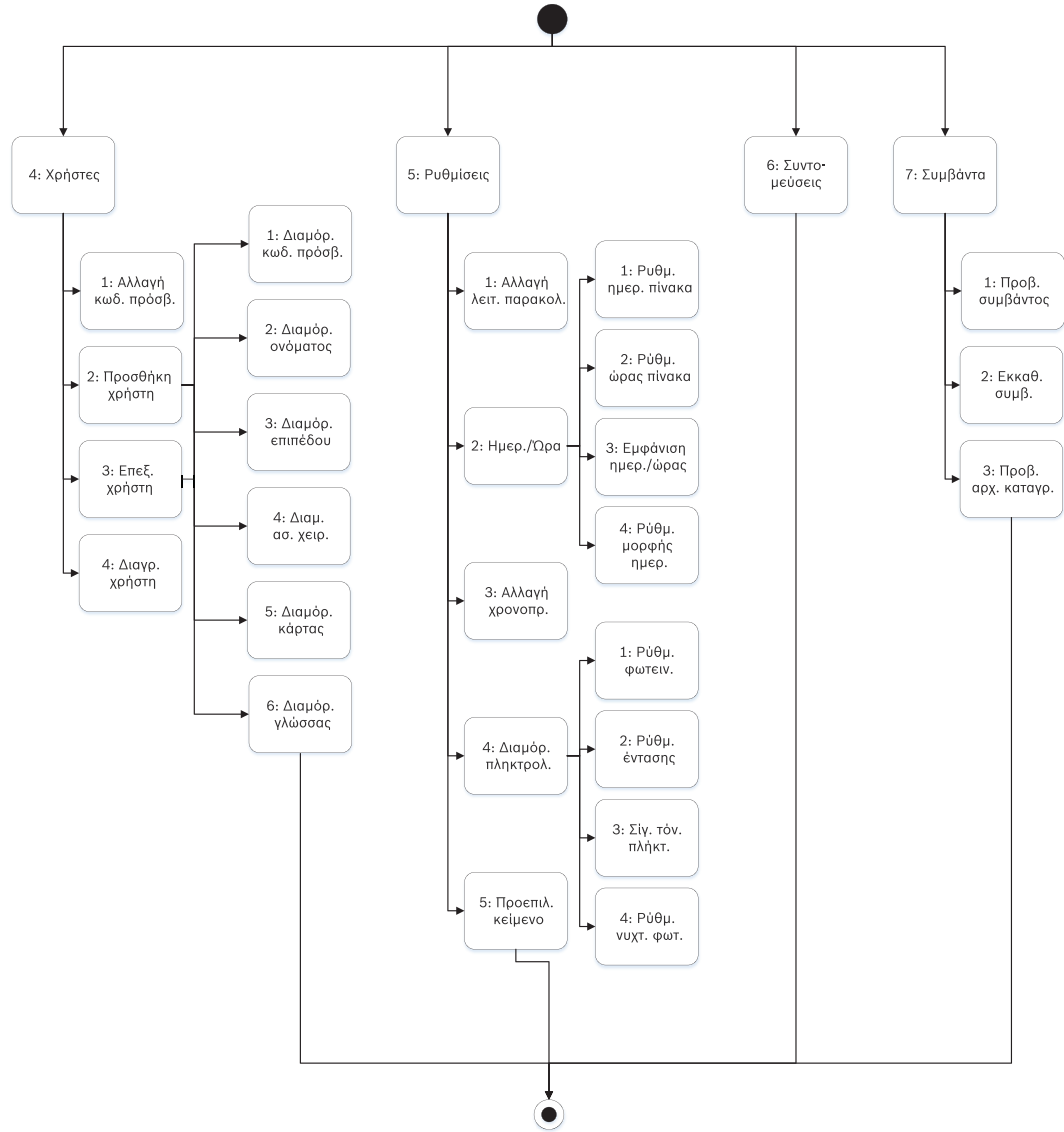 4: Χρήστες
1: Αλλαγή
κωδ. πρόσβ.
2: Προσθήκη
χρήστη
3: Επεξ.
χρήστη
4: Διαγρ.
χρήστη
1: Διαμόρ.
κωδ. πρόσβ.
2: Διαμόρ.
ονόματος
3: Διαμόρ.
επιπέδου
4: Διαμ.
ασ. χειρ.
5: Διαμόρ.
κάρτας
6: Διαμόρ.
γλώσσας
5: Ρυθμίσεις
1: Αλλαγή
λειτ. παρακολ.
2: Ημερ./Ώρα
1: Ρυθμ.
ημερ. πίνακα
2: Ρύθμ.
ώρας πίνακα
3: Εμφάνιση
ημερ./ώρας
4: Ρύθμ.
μορφής
ημερ.
3: Αλλαγή
χρονοπρ.
4: Διαμόρ.
πληκτρολ.
1: Ρύθμ.
φωτειν.
2: Ρύθμ.
έντασης
3: Σίγ. τόν.
πλήκτ.
4: Ρύθμ.
νυχτ. φωτ.
5: Προεπιλ.
κείμενο
6: Συντο-
μεύσεις
7: Συμβάντα
1: Προβ.
συμβάντος
2: Εκκαθ.
συμβ.
3: Προβ.
αρχ. καταγρ.